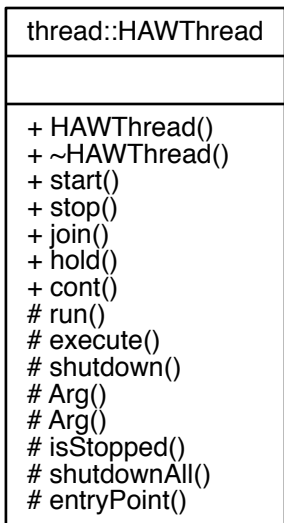 thread::HAWThread
+ HAWThread()
+ ~HAWThread()
+ start()
+ stop()
+ join()
+ hold()
+ cont()
# run()
# execute()
# shutdown()
# Arg()
# Arg()
# isStopped()
# shutdownAll()
# entryPoint()